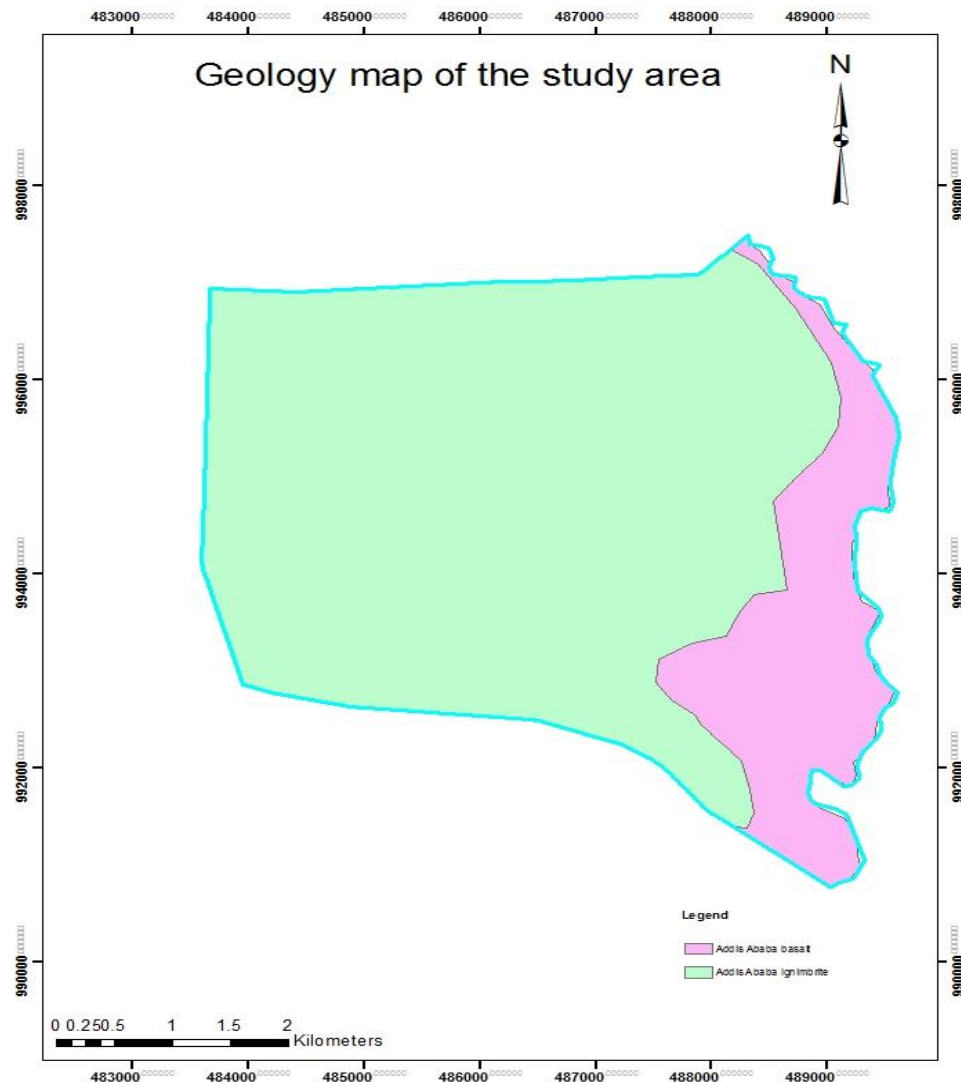 483000 484000 485000 486000 487000 488000 489000
Geology map of the study area
N
998000 998000
996000 996000
994000 994000
992000 992000
990000 990000
Legend
Addis Ababa basalt
Addis Ababa ignimbrite
0 0.25 0.5 1 1.5 2
Kilometers
483000 484000 485000 486000 487000 488000 489000